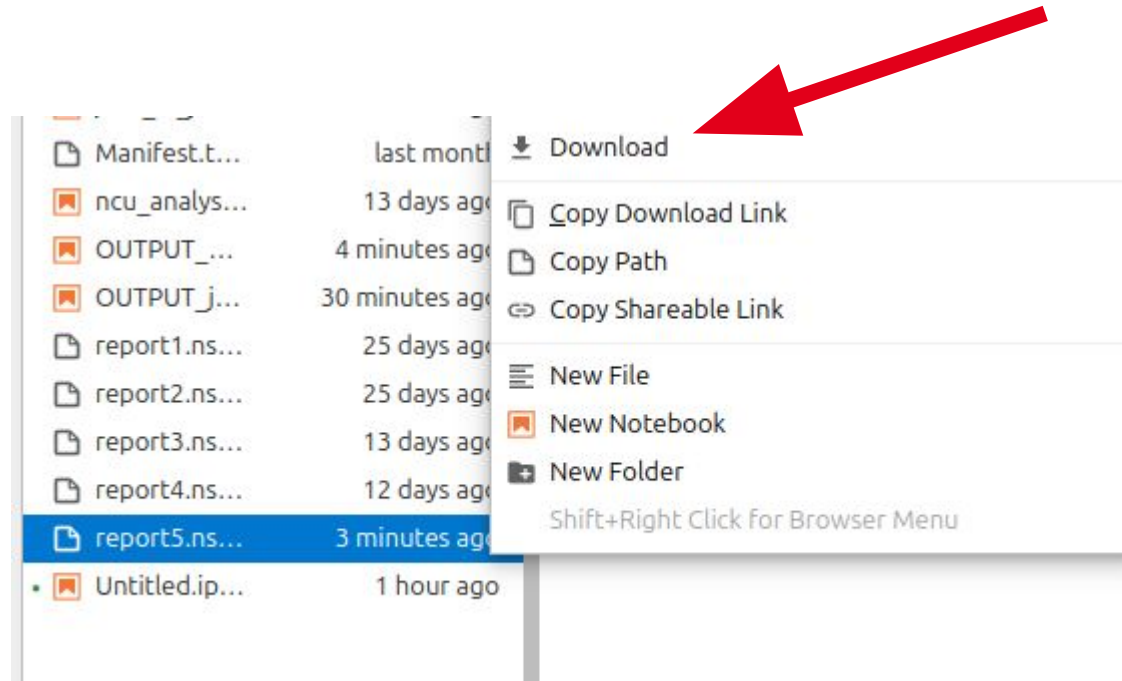 Manifest.t... last month
ncu_analys... 13 days ago
OUTPUT_... 4 minutes ago
OUTPUT_j... 30 minutes ago
report1.ns... 25 days ago
report2.ns... 25 days ago
report3.ns... 13 days ago
report4.ns... 12 days ago
report5.ns... 3 minutes ago
Untitled.ip... 1 hour ago
Download
Copy Download Link
Copy Path
Copy Shareable Link
New File
New Notebook
New Folder
Shift+Right Click for Browser Menu